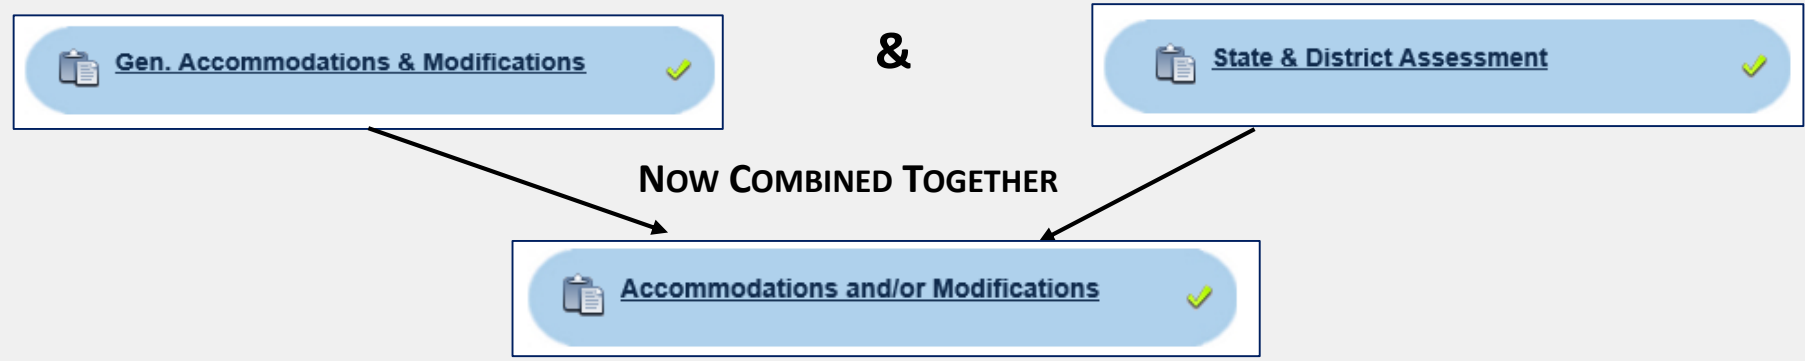 Gen. Accommodations & Modifications
&
State & District Assessment
Now Combined Together
Accommodations and/or Modifications